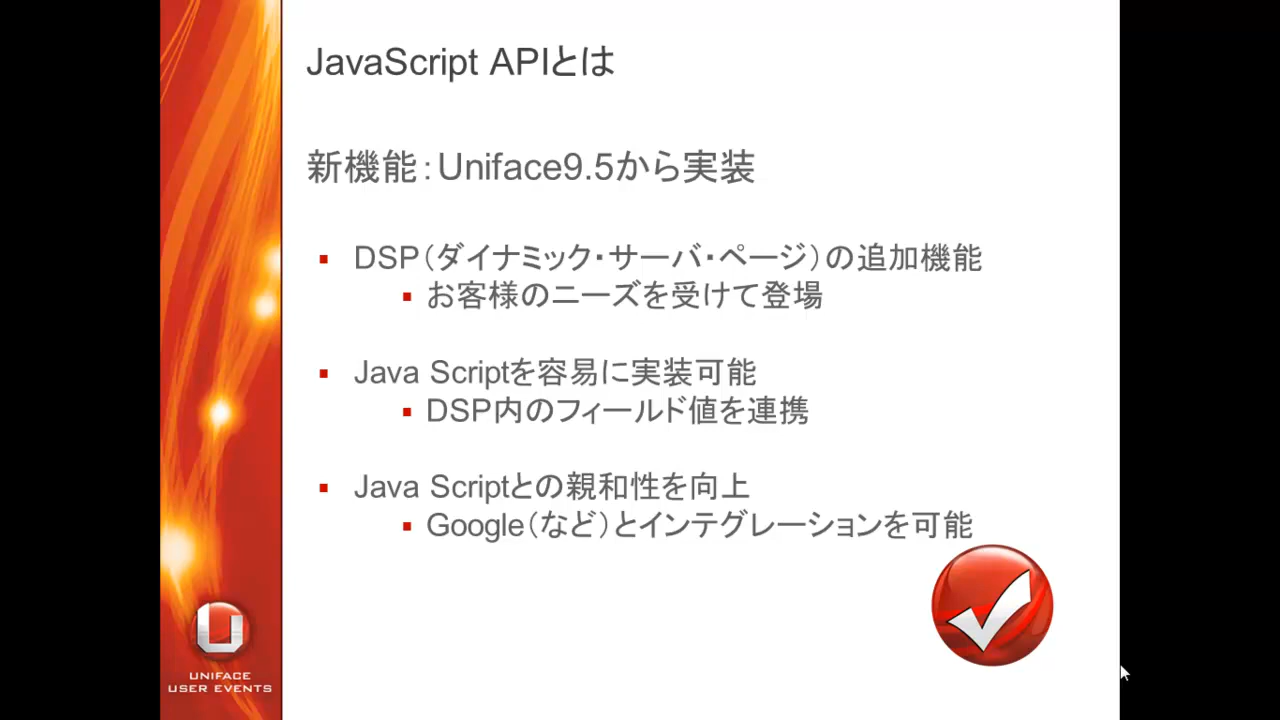 JavaScript APIとは
新機能：Uniface9.5から実装
DSP（ダイナミック・サーバ・ページ）の追加機能
お客様のニーズを受けて登場
Java Scriptを容易に実装可能
DSP内のフィールド値を連携
Java Scriptとの親和性を向上
Google（など）とインテグレーションを可能
UNIFACE
USER EVENTS